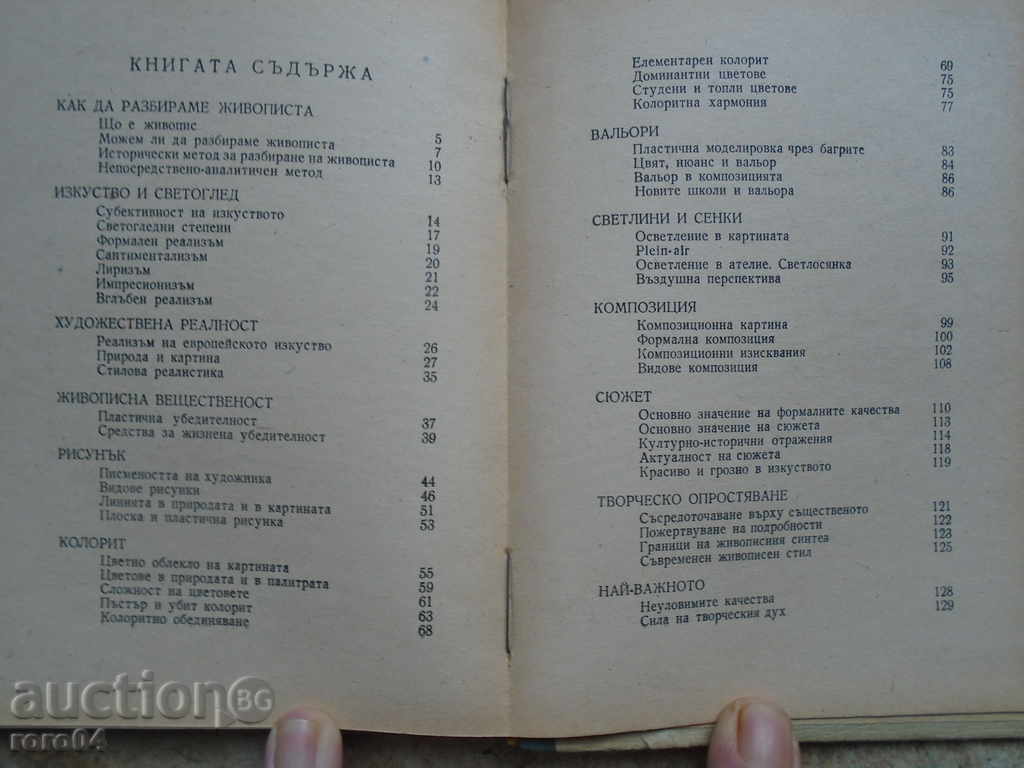 КНИГАТА СЪДЪРЖА
КАК ДА РАЗБИРАМЕ ЖИВОПИСТА
Що е живопис 5
Можем ли да разбираме живописта 7
Исторически метод за разбиране на живописта 10
Непосредствено-аналитичен метод 13
ИЗКУСТВО И СВЕТОГЛЕД
Субективност на изкуството 14
Светогледни степени 17
Формален реализъм 19
Сантиментализъм 20
Лиризъм 21
Импресионизъм 22
Вглъбен реализъм 24
ХУДОЖЕСТВЕНА РЕАЛНОСТ
Реализъм на европейското изкуство 26
Природа и картина 27
Стилова реалистика 35
ЖИВОПИСНА ВЕЩЕСТВЕНОСТ
Пластична убедителност 37
Средства за жизнена убедителност 39
РИСУНЪК
Писмеността на художника 44
Видове рисунки 46
Линията в природата и в картината 51
Плоска и пластична рисунка 53
КОЛОРИТ
Цветно облекло на картината 55
Цветове в природата и в палитрата 59
Сложност на цветовете 61
Пъстър и убит колорит 63
Колоритно обединяване 68
Елементарен колорит 69
Доминантни цветове 75
Студени и топли цветове 75
Колоритна хармония 77
ВАЛЬОРИ
Пластична моделировка чрез багрите 83
Цвят, нюанс и вальор 84
Вальор в композицията 86
Новите школи и вальора 86
СВЕТЛИНИ И СЕНКИ
Осветление в картината 91
Plein-air 92
Осветление в ателие. Светлосянка 93
Въздушна перспектива 95
КОМПОЗИЦИЯ
Композиционна картина 99
Формална композиция 100
Композиционни изисквания 102
Видове композиция 108
СЮЖЕТ
Основно значение на формалните качества 110
Основно значение на сюжета 113
Културно-исторични отражения 114
Актуалност на сюжета 118
Красиво и грозно в изкуството 119
ТВОРЧЕСКО ОПРОСТЯВАНЕ
Съсредоточаване върху същественото 121
Пожертвуване на подробности 122
Граници на живописния синтез 123
Съвременен живописен стил 125
НАЙ-ВАЖНОТО
Неуловимите качества 128
Сила на творческия дух 129
auction BG
roro04